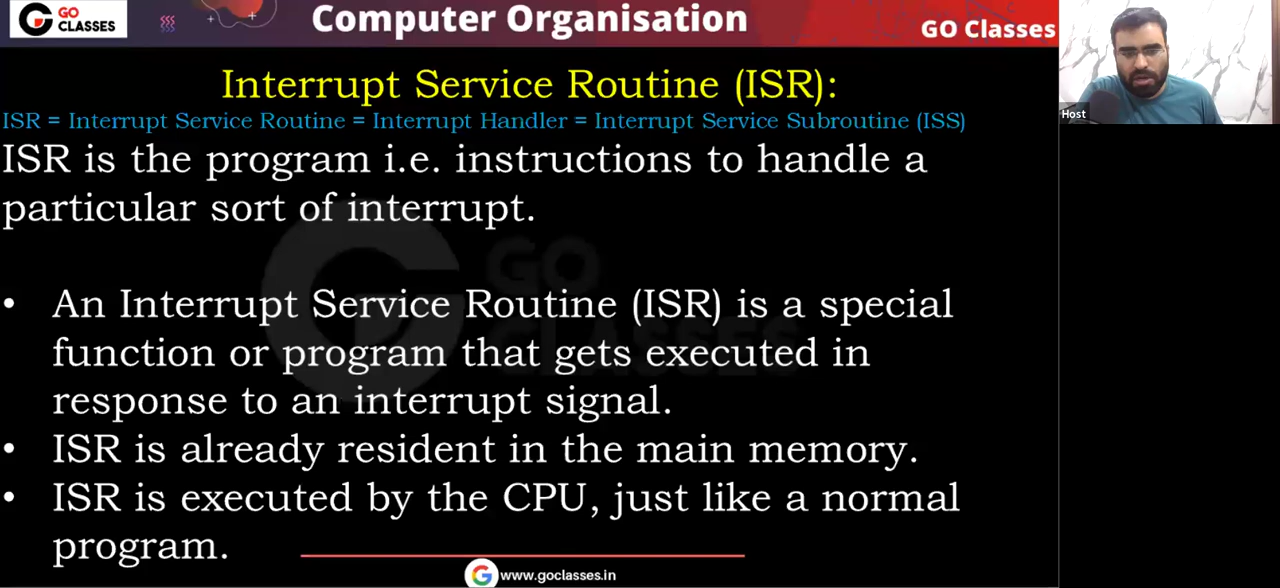 GO
CLASSES
Computer Organisation
GO Classes
Interrupt Service Routine (ISR):
ISR = Interrupt Service Routine = Interrupt Handler = Interrupt Service Subroutine (ISS)
ISR is the program i.e. instructions to handle a
particular sort of interrupt.
GO
CLASSES
• An Interrupt Service Routine (ISR) is a special
function or program that gets executed in
response to an interrupt signal.
• ISR is already resident in the main memory.
• ISR is executed by the CPU, just like a normal
program.
www.goclasses.in
Host